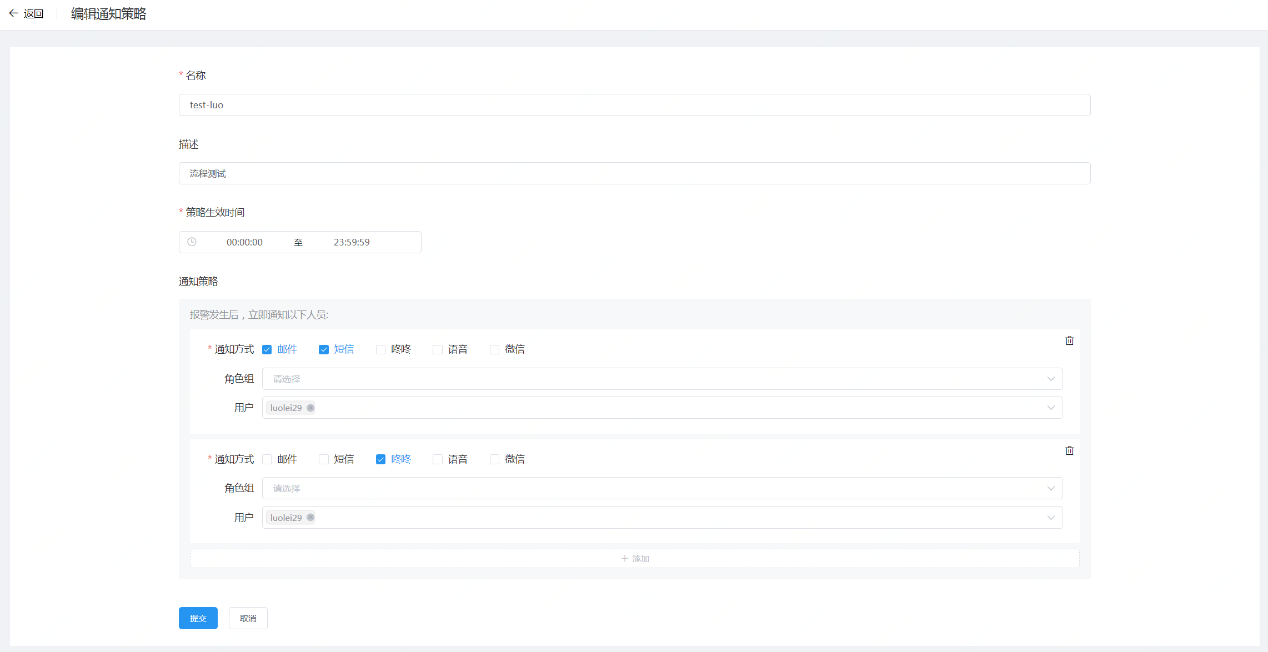 返回 编辑通知策略
* 名称
test-luo
描述
流程测试
* 策略生效时间
00:00:00 至 23:59:59
通知策略
报警发生后，立即通知以下人员:
* 通知方式 邮件 短信 咚咚 语音 微信
角色组 请选择
用户 luolei29
* 通知方式 邮件 短信 咚咚 语音 微信
角色组 请选择
用户 luolei29
+ 添加
提交 取消